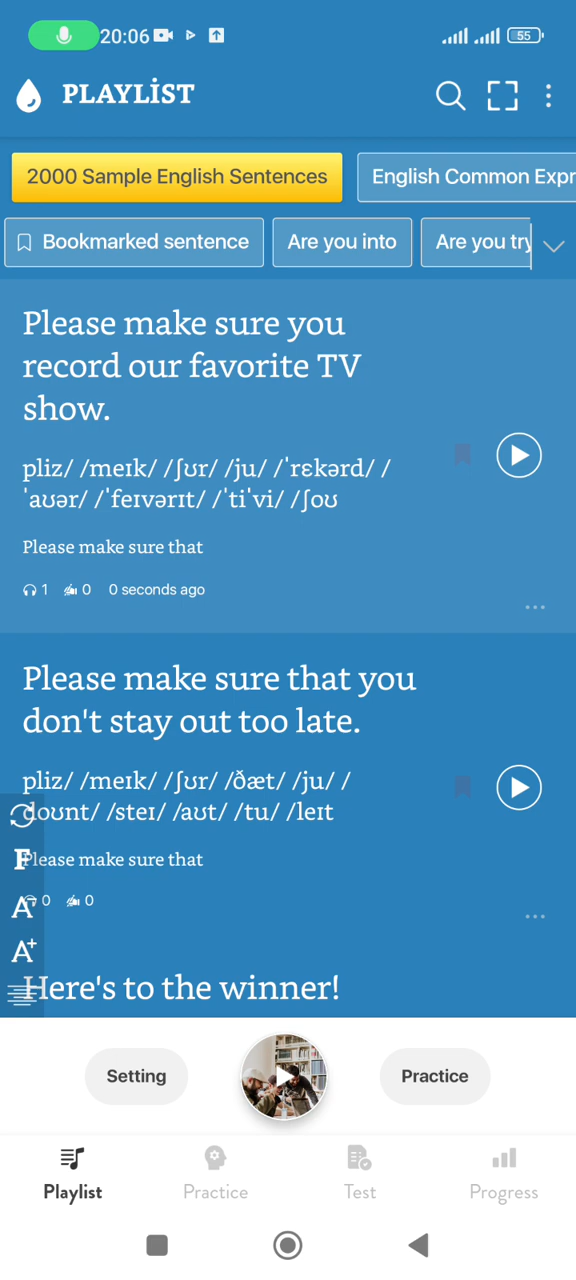 20:06
55
PLAYLİST
2000 Sample English Sentences
English Common Expr
Bookmarked sentence
Are you into
Are you try
Please make sure you
record our favorite TV
show.
pliz/ /meɪk/ /ʃʊr/ /ju/ /ˈrɛkərd/ /
ˈaʊər/ /ˈfeɪvərɪt/ /ˈtiˈvi/ /ʃoʊ
Please make sure that
1 0 0 seconds ago
Please make sure that you
don't stay out too late.
pliz/ /meɪk/ /ʃʊr/ /ðæt/ /ju/ /
doʊnt/ /steɪ/ /aʊt/ /tu/ /leɪt
F
Please make sure that
A
0 0
A+
Here's to the winner!
Setting
Practice
Playlist
Practice
Test
Progress